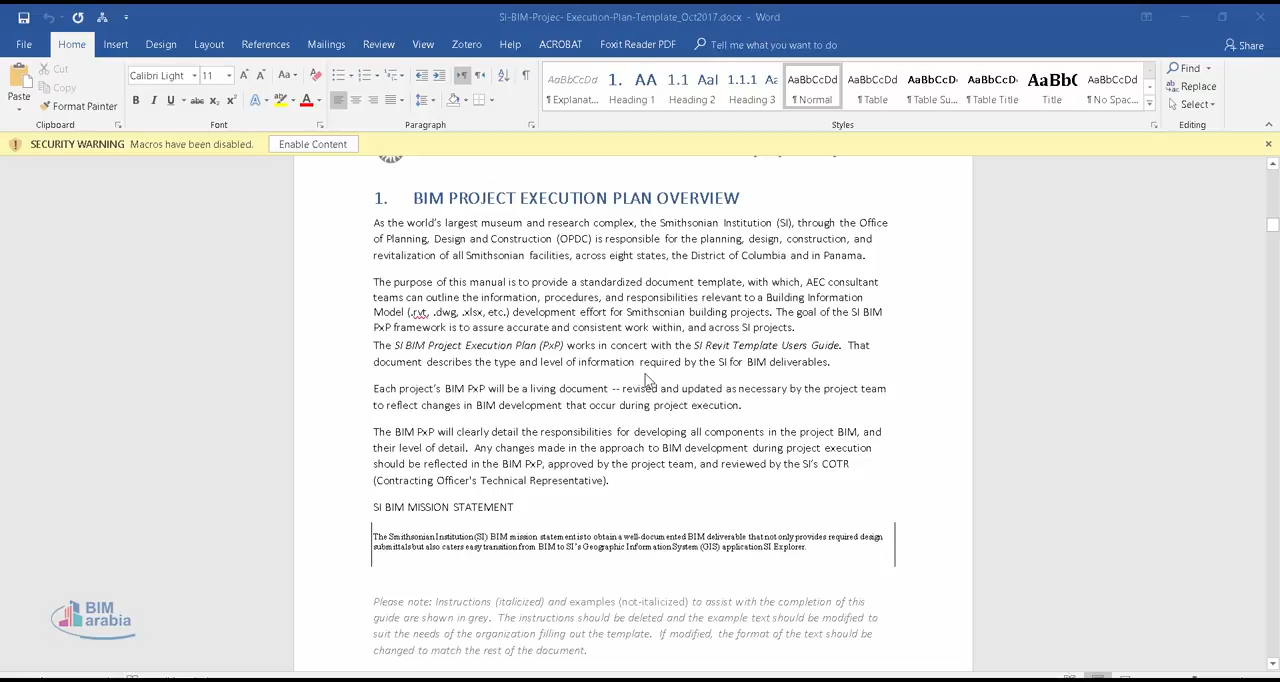 SI-BIM-Projec- Execution-Plan-Template_Oct2017.docx - Word
File Home Insert Design Layout References Mailings Review View Zotero Help ACROBAT Foxit Reader PDF Tell me what you want to do Share
Paste
Cut
Copy
Format Painter
Clipboard
Calibri Light 11
Font
Paragraph
AaBbCcDd 1. AA 1.1 AaI 1.1.1 Aa AaBbCcDd AaBbCcDd AaBbCcD AaBbCcD AaBb( AaBbCcDd
¶ Explanat... Heading 1 Heading 2 Heading 3 ¶ Normal ¶ Table ¶ Table Su... ¶ Table Title Title ¶ No Spac...
Styles
Find
Replace
Select
Editing
SECURITY WARNING Macros have been disabled. Enable Content
1. BIM PROJECT EXECUTION PLAN OVERVIEW
As the world's largest museum and research complex, the Smithsonian Institution (SI), through the Office
of Planning, Design and Construction (OPDC) is responsible for the planning, design, construction, and
revitalization of all Smithsonian facilities, across eight states, the District of Columbia and in Panama.
The purpose of this manual is to provide a standardized document template, with which, AEC consultant
teams can outline the information, procedures, and responsibilities relevant to a Building Information
Model (.rvt, .dwg, .xlsx, etc.) development effort for Smithsonian building projects. The goal of the SI BIM
PxP framework is to assure accurate and consistent work within, and across SI projects.
The SI BIM Project Execution Plan (PxP) works in concert with the SI Revit Template Users Guide. That
document describes the type and level of information required by the SI for BIM deliverables.
Each project's BIM PxP will be a living document -- revised and updated as necessary by the project team
to reflect changes in BIM development that occur during project execution.
The BIM PxP will clearly detail the responsibilities for developing all components in the project BIM, and
their level of detail. Any changes made in the approach to BIM development during project execution
should be reflected in the BIM PxP, approved by the project team, and reviewed by the SI's COTR
(Contracting Officer's Technical Representative).
SI BIM MISSION STATEMENT
The Smithsonian Institution (SI) BIM mission statement is to obtain a well-documented BIM deliverable that not only provides required design
submittals but also caters easy transition from BIM to SI's Geographic Information System (GIS) application SI Explorer.
Please note: Instructions (italicized) and examples (not-italicized) to assist with the completion of this
guide are shown in grey. The instructions should be deleted and the example text should be modified to
suit the needs of the organization filling out the template. If modified, the format of the text should be
changed to match the rest of the document.
BIM
arabia